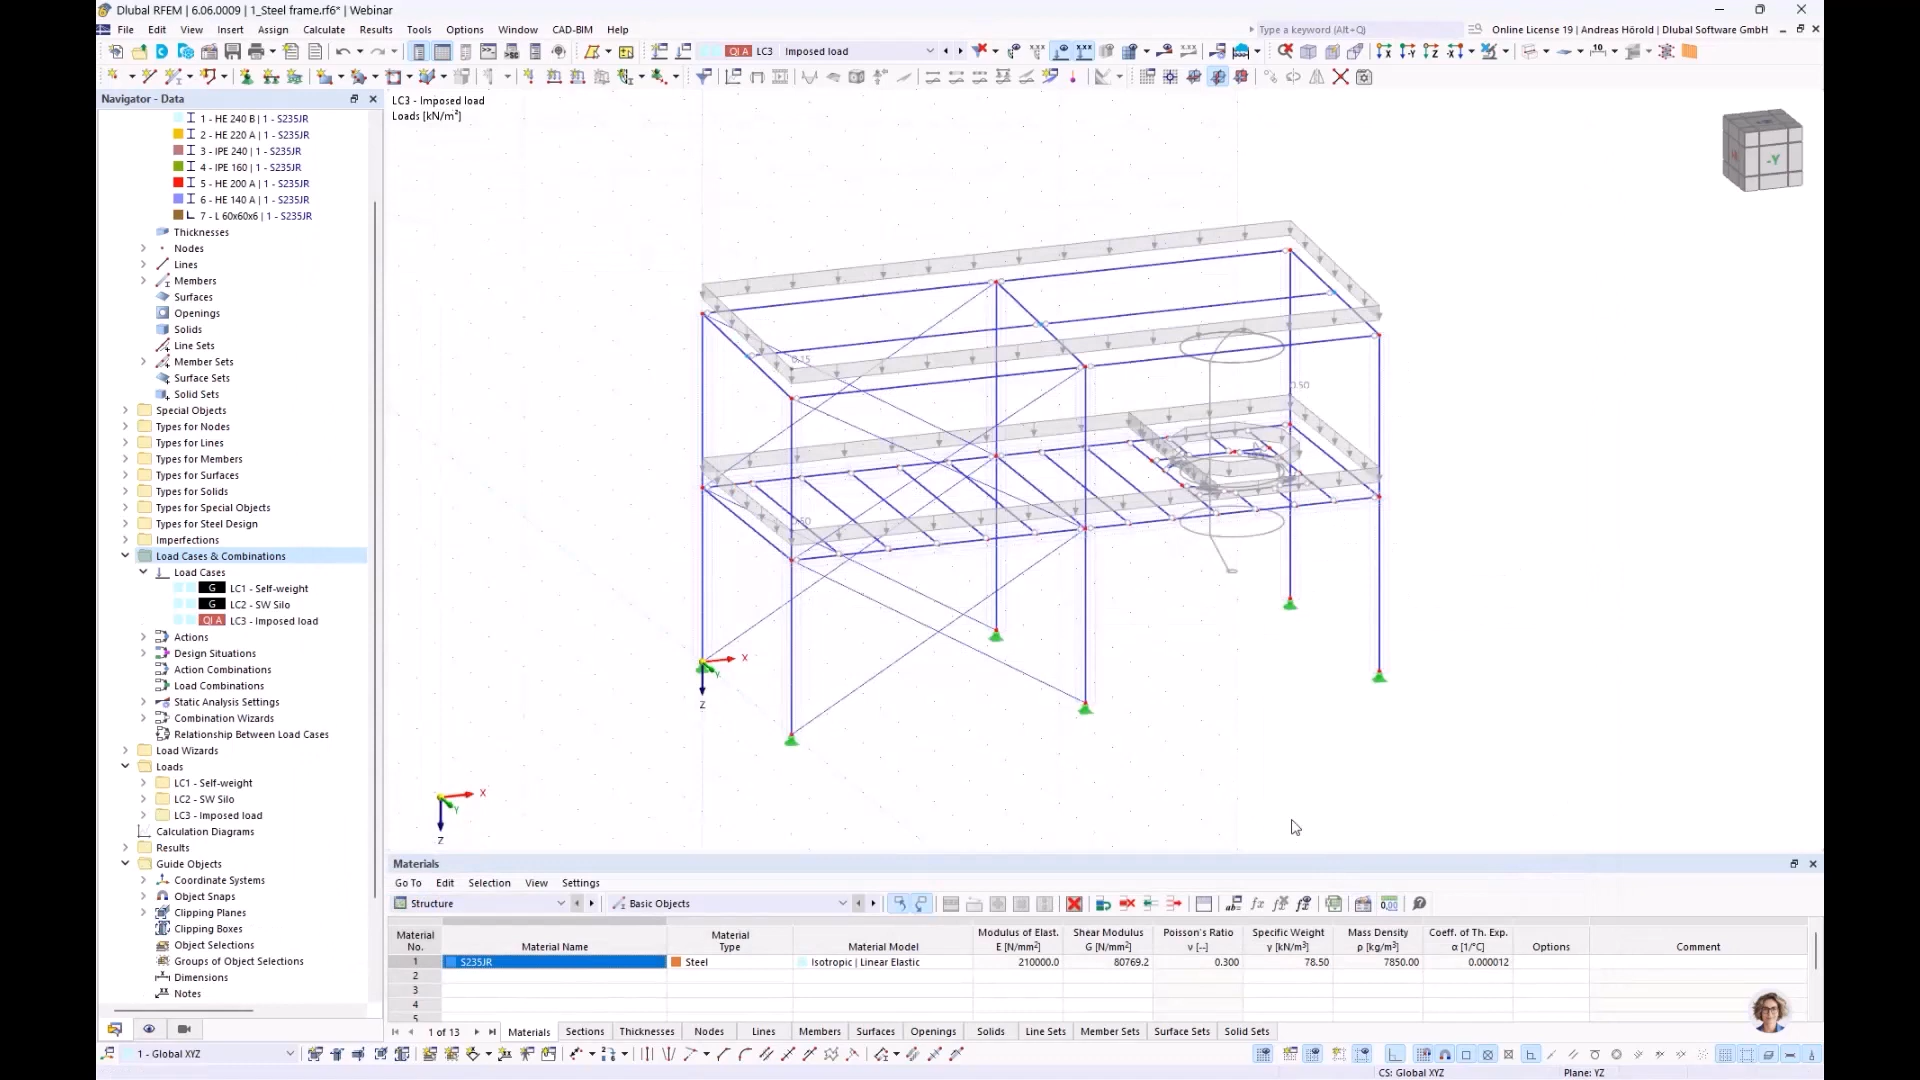 Dlubal RFEM | 6.06.0009 | 1_Steel frame.rf6* | Webinar
File Edit View Insert Assign Calculate Results Tools Options Window CAD-BIM Help
Type a keyword (Alt+Q)
Online License 19 | Andreas Hörold | Dlubal Software GmbH
QI A LC3 Imposed load
Navigator - Data
1 - HE 240 B | 1 - S235JR
2 - HE 220 A | 1 - S235JR
3 - IPE 240 | 1 - S235JR
4 - IPE 160 | 1 - S235JR
5 - HE 200 A | 1 - S235JR
6 - HE 140 A | 1 - S235JR
7 - L 60x60x6 | 1 - S235JR
Thicknesses
Nodes
Lines
Members
Surfaces
Openings
Solids
Line Sets
Member Sets
Surface Sets
Solid Sets
Special Objects
Types for Nodes
Types for Lines
Types for Members
Types for Surfaces
Types for Solids
Types for Special Objects
Types for Steel Design
Imperfections
Load Cases & Combinations
Load Cases
G LC1 - Self-weight
G LC2 - SW Silo
QI A LC3 - Imposed load
Actions
Design Situations
Action Combinations
Load Combinations
Static Analysis Settings
Combination Wizards
Relationship Between Load Cases
Load Wizards
Loads
LC1 - Self-weight
LC2 - SW Silo
LC3 - Imposed load
Calculation Diagrams
Results
Guide Objects
Coordinate Systems
Object Snaps
Clipping Planes
Clipping Boxes
Object Selections
Groups of Object Selections
Dimensions
Notes
1 - Global XYZ
LC3 - Imposed load
Loads [kN/m²]
-Y
0.15
0.50
0.50
X
Y
Z
X
Y
Z
Materials
Go To Edit Selection View Settings
Structure Basic Objects
Material No. Material Name Material Type Material Model Modulus of Elast. E [N/mm²] Shear Modulus G [N/mm²] Poisson's Ratio ν [--] Specific Weight γ [kN/m³] Mass Density ρ [kg/m³] Coeff. of Th. Exp. α [1/°C] Options Comment
1 S235JR Steel Isotropic | Linear Elastic 210000.0 80769.2 0.300 78.50 7850.00 0.000012
2
3
4
5
1 of 13 Materials Sections Thicknesses Nodes Lines Members Surfaces Openings Solids Line Sets Member Sets Surface Sets Solid Sets
CS: Global XYZ Plane: YZ